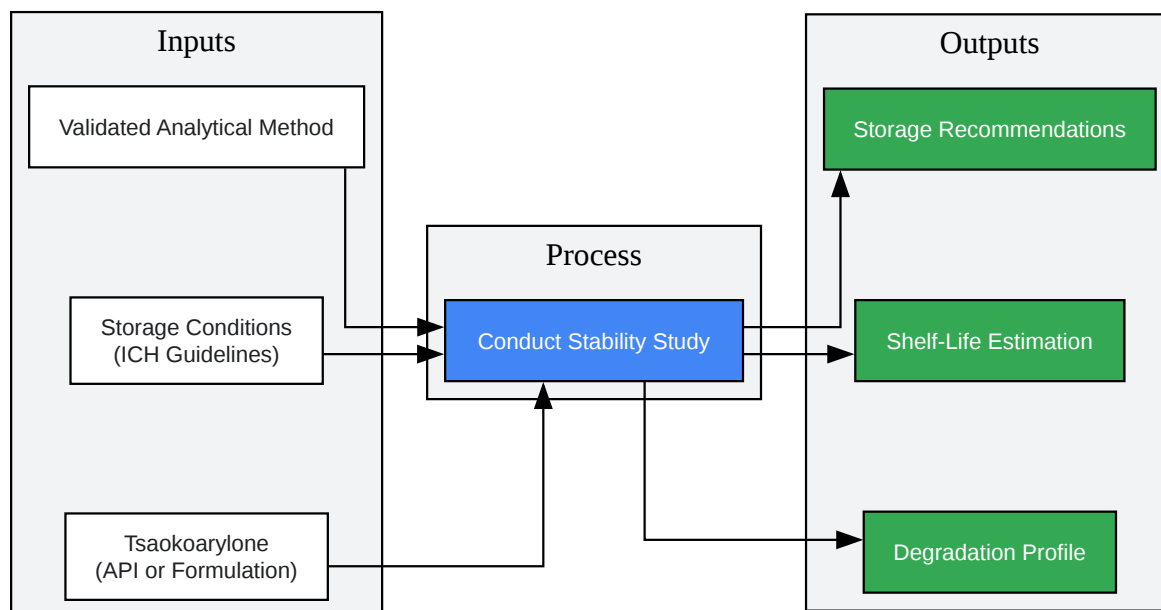 Inputs
Validated Analytical Method
Storage Conditions
(ICH Guidelines)
Tsaokoarylone
(API or Formulation)
Process
Conduct Stability Study
Outputs
Storage Recommendations
Shelf-Life Estimation
Degradation Profile